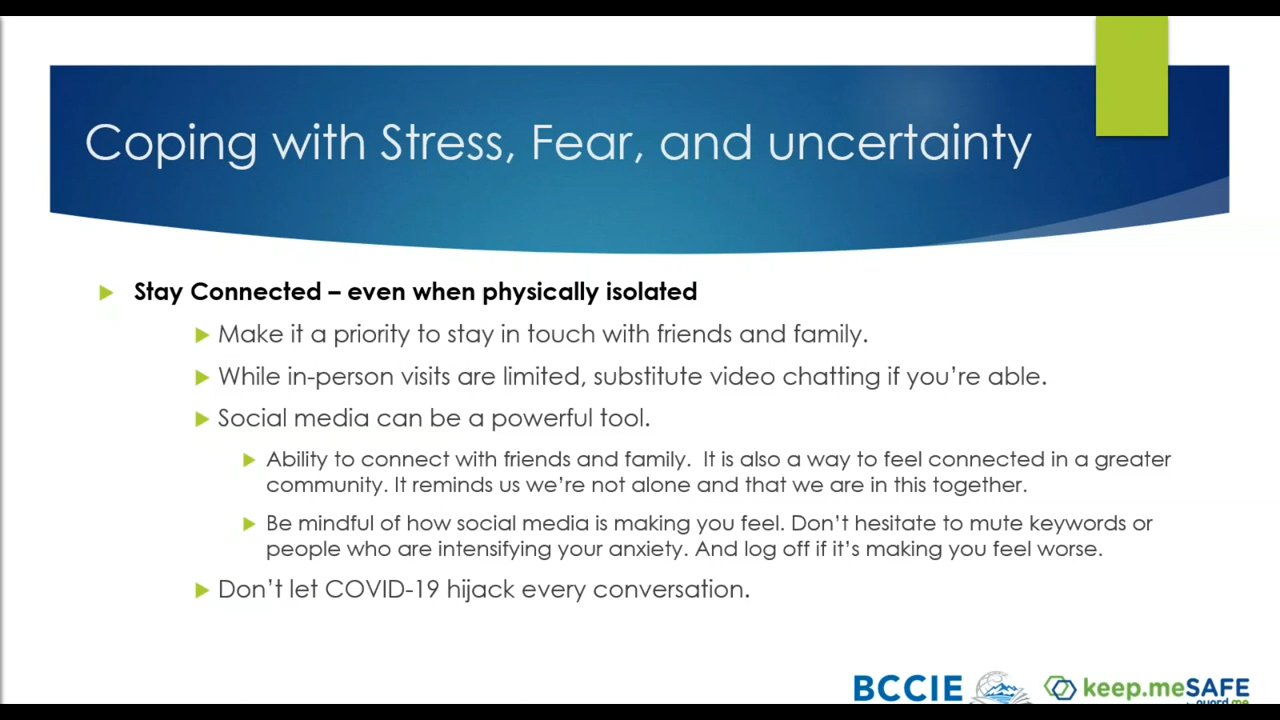 Coping with Stress, Fear, and uncertainty
Stay Connected – even when physically isolated
Make it a priority to stay in touch with friends and family.
While in-person visits are limited, substitute video chatting if you’re able.
Social media can be a powerful tool.
Ability to connect with friends and family.  It is also a way to feel connected in a greater
community. It reminds us we’re not alone and that we are in this together.
Be mindful of how social media is making you feel. Don’t hesitate to mute keywords or
people who are intensifying your anxiety. And log off if it’s making you feel worse.
Don’t let COVID-19 hijack every conversation.
BCCIE
keep.meSAFE
guard.me